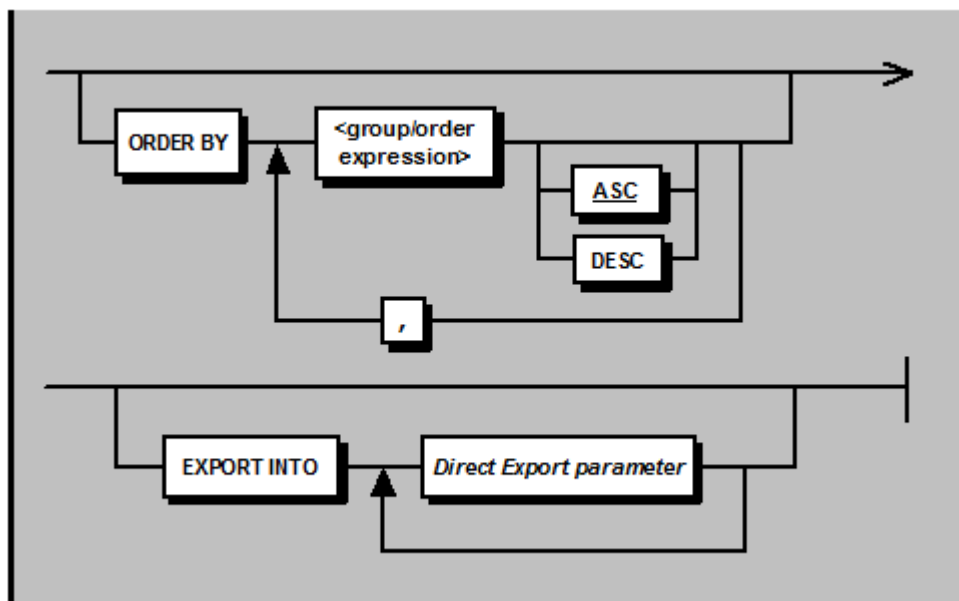 ORDER BY
<group/order
expression>
ASC
DESC
,
EXPORT INTO
Direct Export parameter